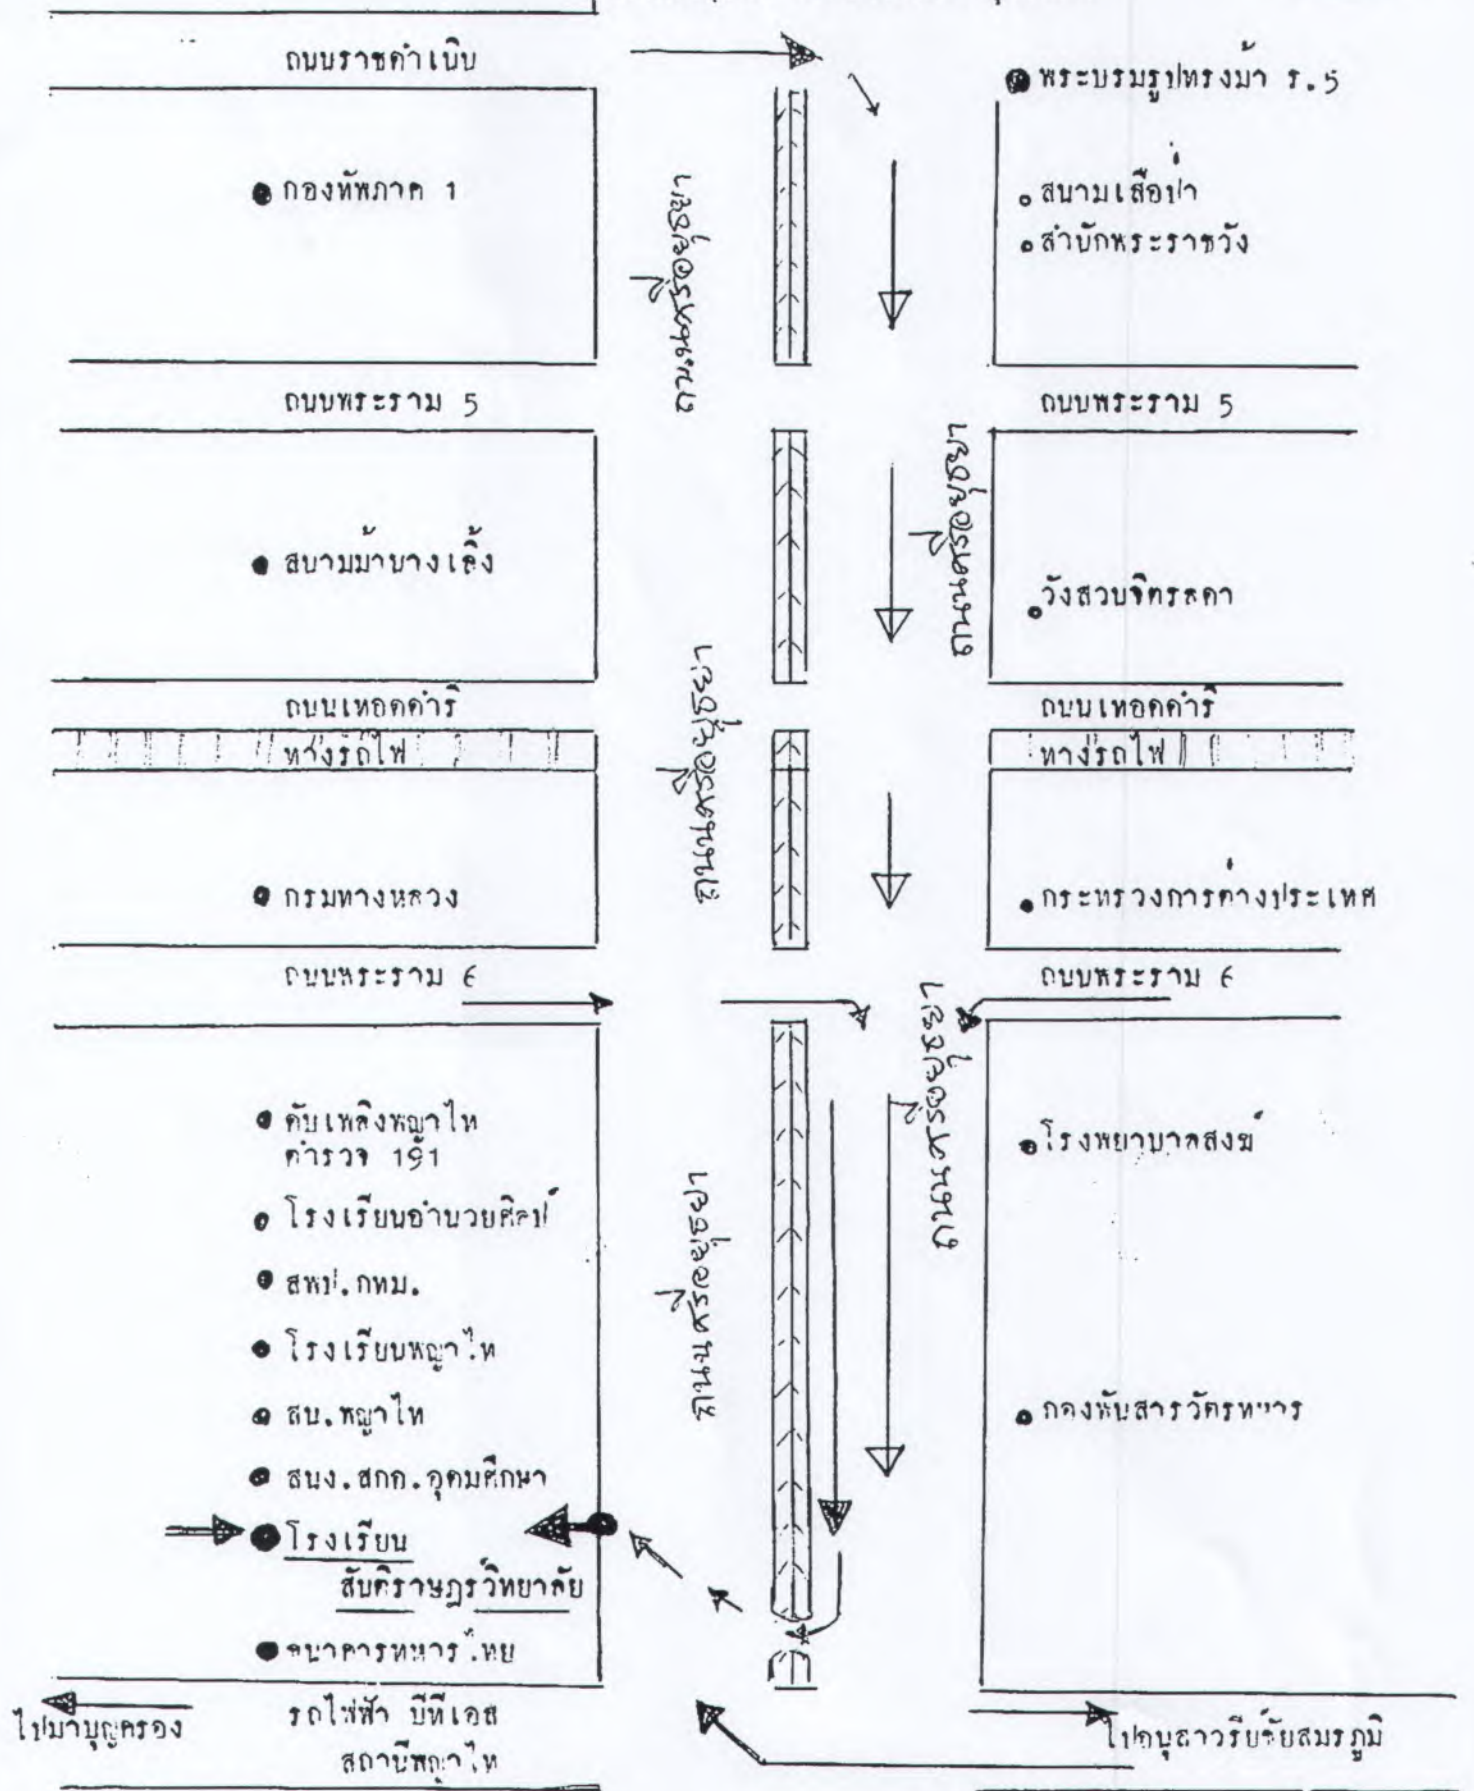 ถนนราชดำเนิน
พระบรมรูปทรงม้า ร.5
กองทัพภาค 1
สนามเสือป่า
สำนักพระราชวัง
ถนนศรีอยุธยา
ถนนพระราม 5
ถนนพระราม 5
ถนนศรีอยุธยา
สนามม้านางเลิ้ง
วังสวนจิตรลดา
ถนนศรีอยุธยา
ถนนเทอดดำริ
ถนนเทอดดำริ
ทางรถไฟ
ทางรถไฟ
กรมทางหลวง
กระทรวงการต่างประเทศ
ถนนพระราม 6
ถนนพระราม 6
ถนนศรีอยุธยา
ดับเพลิงพญาไท
ตำรวจ 191
โรงพยาบาลสงฆ์
โรงเรียนอำนวยศิลป์
ถนนศรีอยุธยา
สพป.กทม.
โรงเรียนพญาไท
สน.พญาไท
กองพันสารวัตรทหาร
สนง.สกอ.อุดมศึกษา
โรงเรียน
สันติราษฎร์วิทยาลัย
ธนาคารทหารไทย
ไปมาบุญครอง
รถไฟฟ้า บีทีเอส
สถานีพญาไท
ไปอนุสาวรีย์ชัยสมรภูมิ